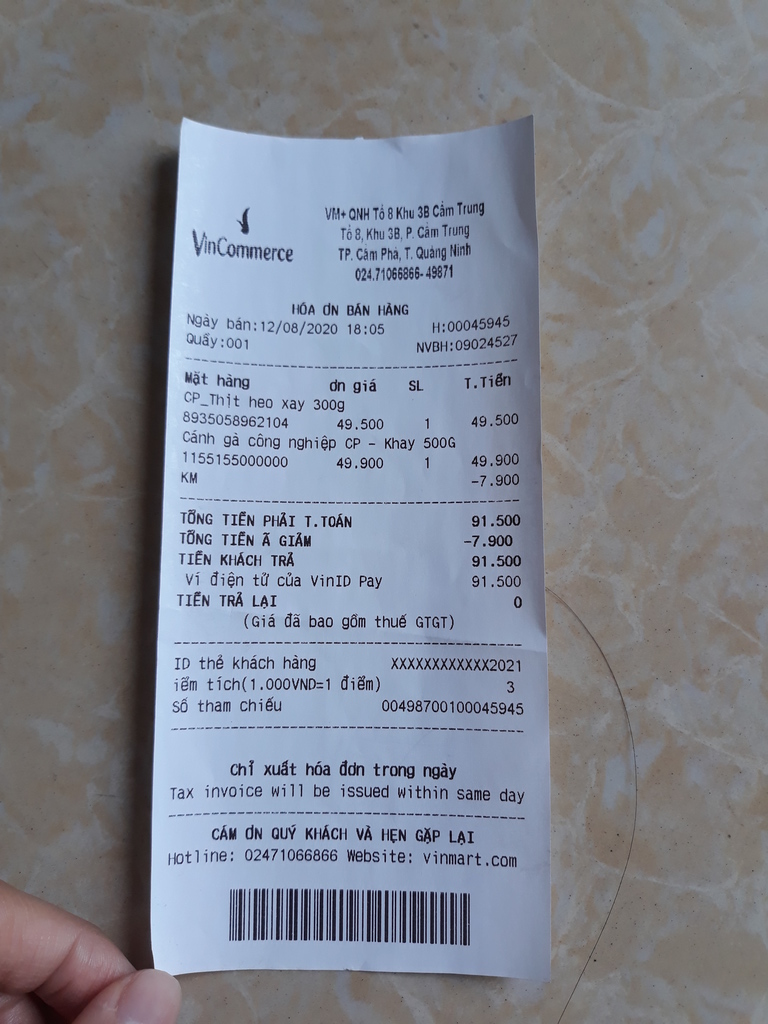 VinCommerce
VM+ QNH Tổ 8 Khu 3B Cẩm Trung
Tổ 8, Khu 3B, P. Cẩm Trung
TP. Cẩm Phả, T. Quảng Ninh
024.71066866-49871
HÓA ƠN BÁN HÀNG
Ngày bán:12/08/2020 18:05 H:00045945
Quầy:001 NVBH:09024527
Mặt hàng ơn giá SL T.Tiền
CP_Thịt heo xay 300g
8935058962104 49.500 1 49.500
Cánh gà công nghiệp CP - Khay 500G
1155155000000 49.900 1 49.900
KM -7.900
TỔNG TIỀN PHẢI T.TOÁN 91.500
TỔNG TIỀN Ã GIẢM -7.900
TIỀN KHÁCH TRẢ 91.500
Ví điện tử của VinID Pay 91.500
TIỀN TRẢ LẠI 0
(Giá đã bao gồm thuế GTGT)
ID thẻ khách hàng XXXXXXXXXXXX2021
iểm tích(1.000VND=1 điểm) 3
Số tham chiếu 00498700100045945
Chỉ xuất hóa đơn trong ngày
Tax invoice will be issued within same day
CẢM ƠN QUÝ KHÁCH VÀ HẸN GẶP LẠI
Hotline: 02471066866 Website: vinmart.com